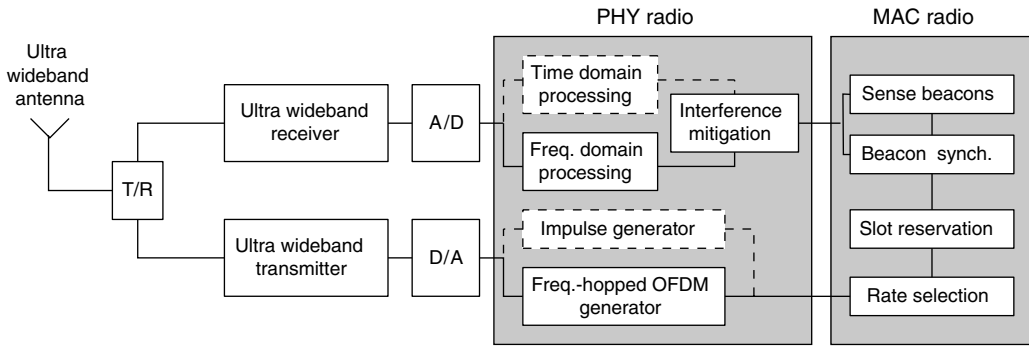 PHY radio
MAC radio
Ultra
wideband
antenna
T/R
Ultra wideband
receiver
A/D
Time domain
processing
Freq. domain
processing
Interference
mitigation
Sense beacons
Beacon synch.
Slot reservation
Rate selection
Ultra wideband
transmitter
D/A
Impulse generator
Freq.-hopped OFDM
generator